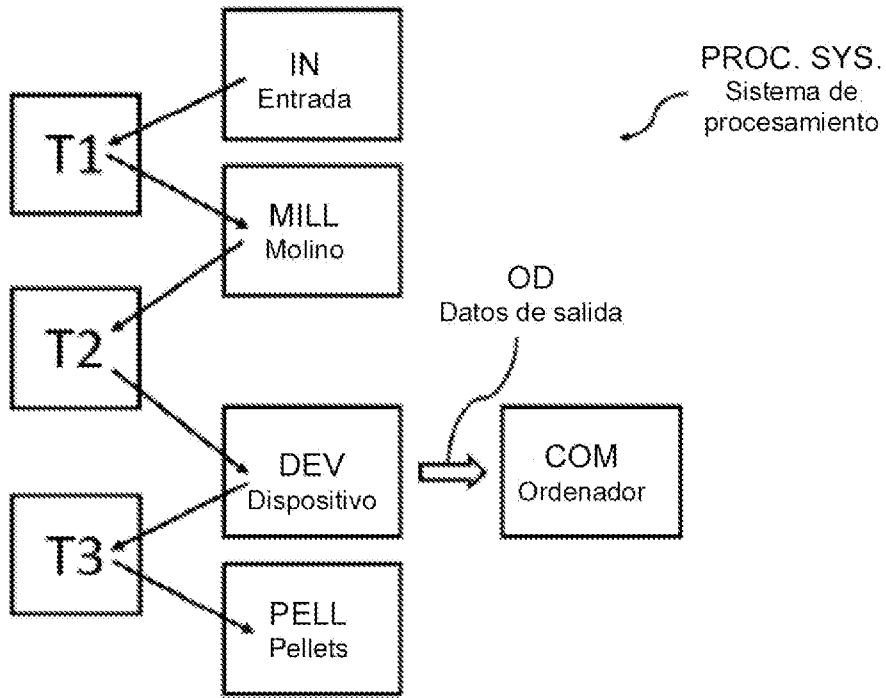 IN
Entrada
PROC. SYS.
Sistema de
procesamiento
T1
MILL
Molino
OD
Datos de salida
T2
DEV
Dispositivo
COM
Ordenador
T3
PELL
Pellets